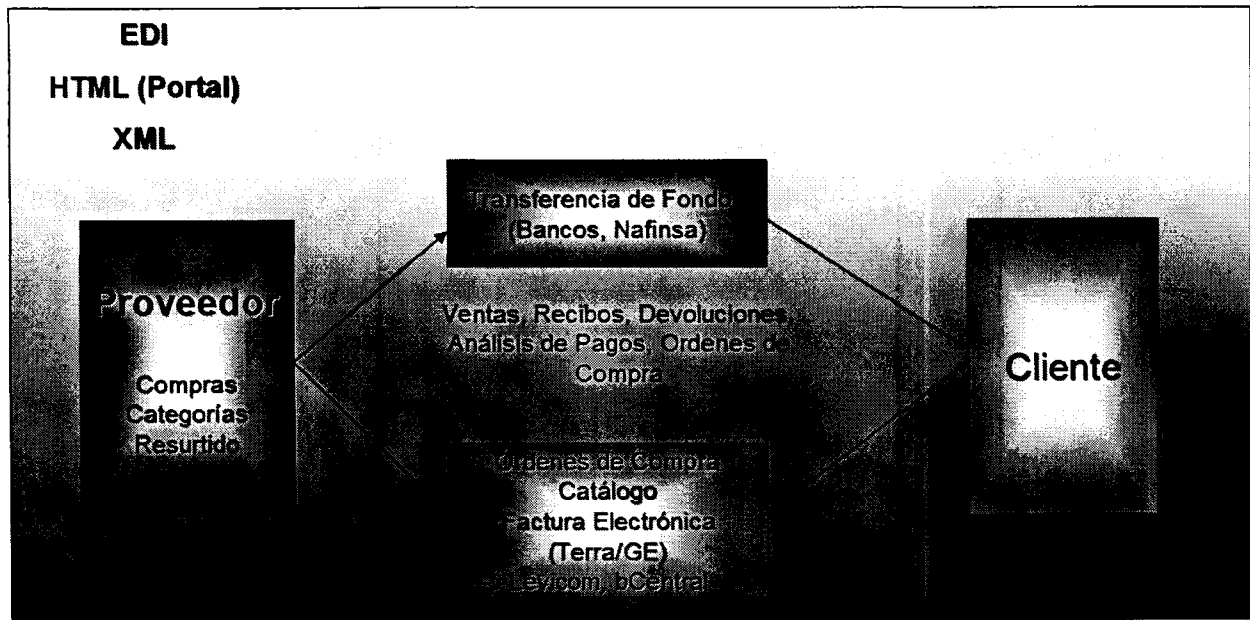 EDI
HTML (Portal)
XML
Transferencia de Fondo
(Bancos, Nafinsa)
Proveedor
Compras
Categorías
Resurtido
Ventas, Recibos, Devoluciones,
Análisis de Pagos, Ordenes de
Compra
Cliente
Ordenes de Compra
Catálogo
Factura Electrónica
(Terra/GE)
Levicom, bCentral